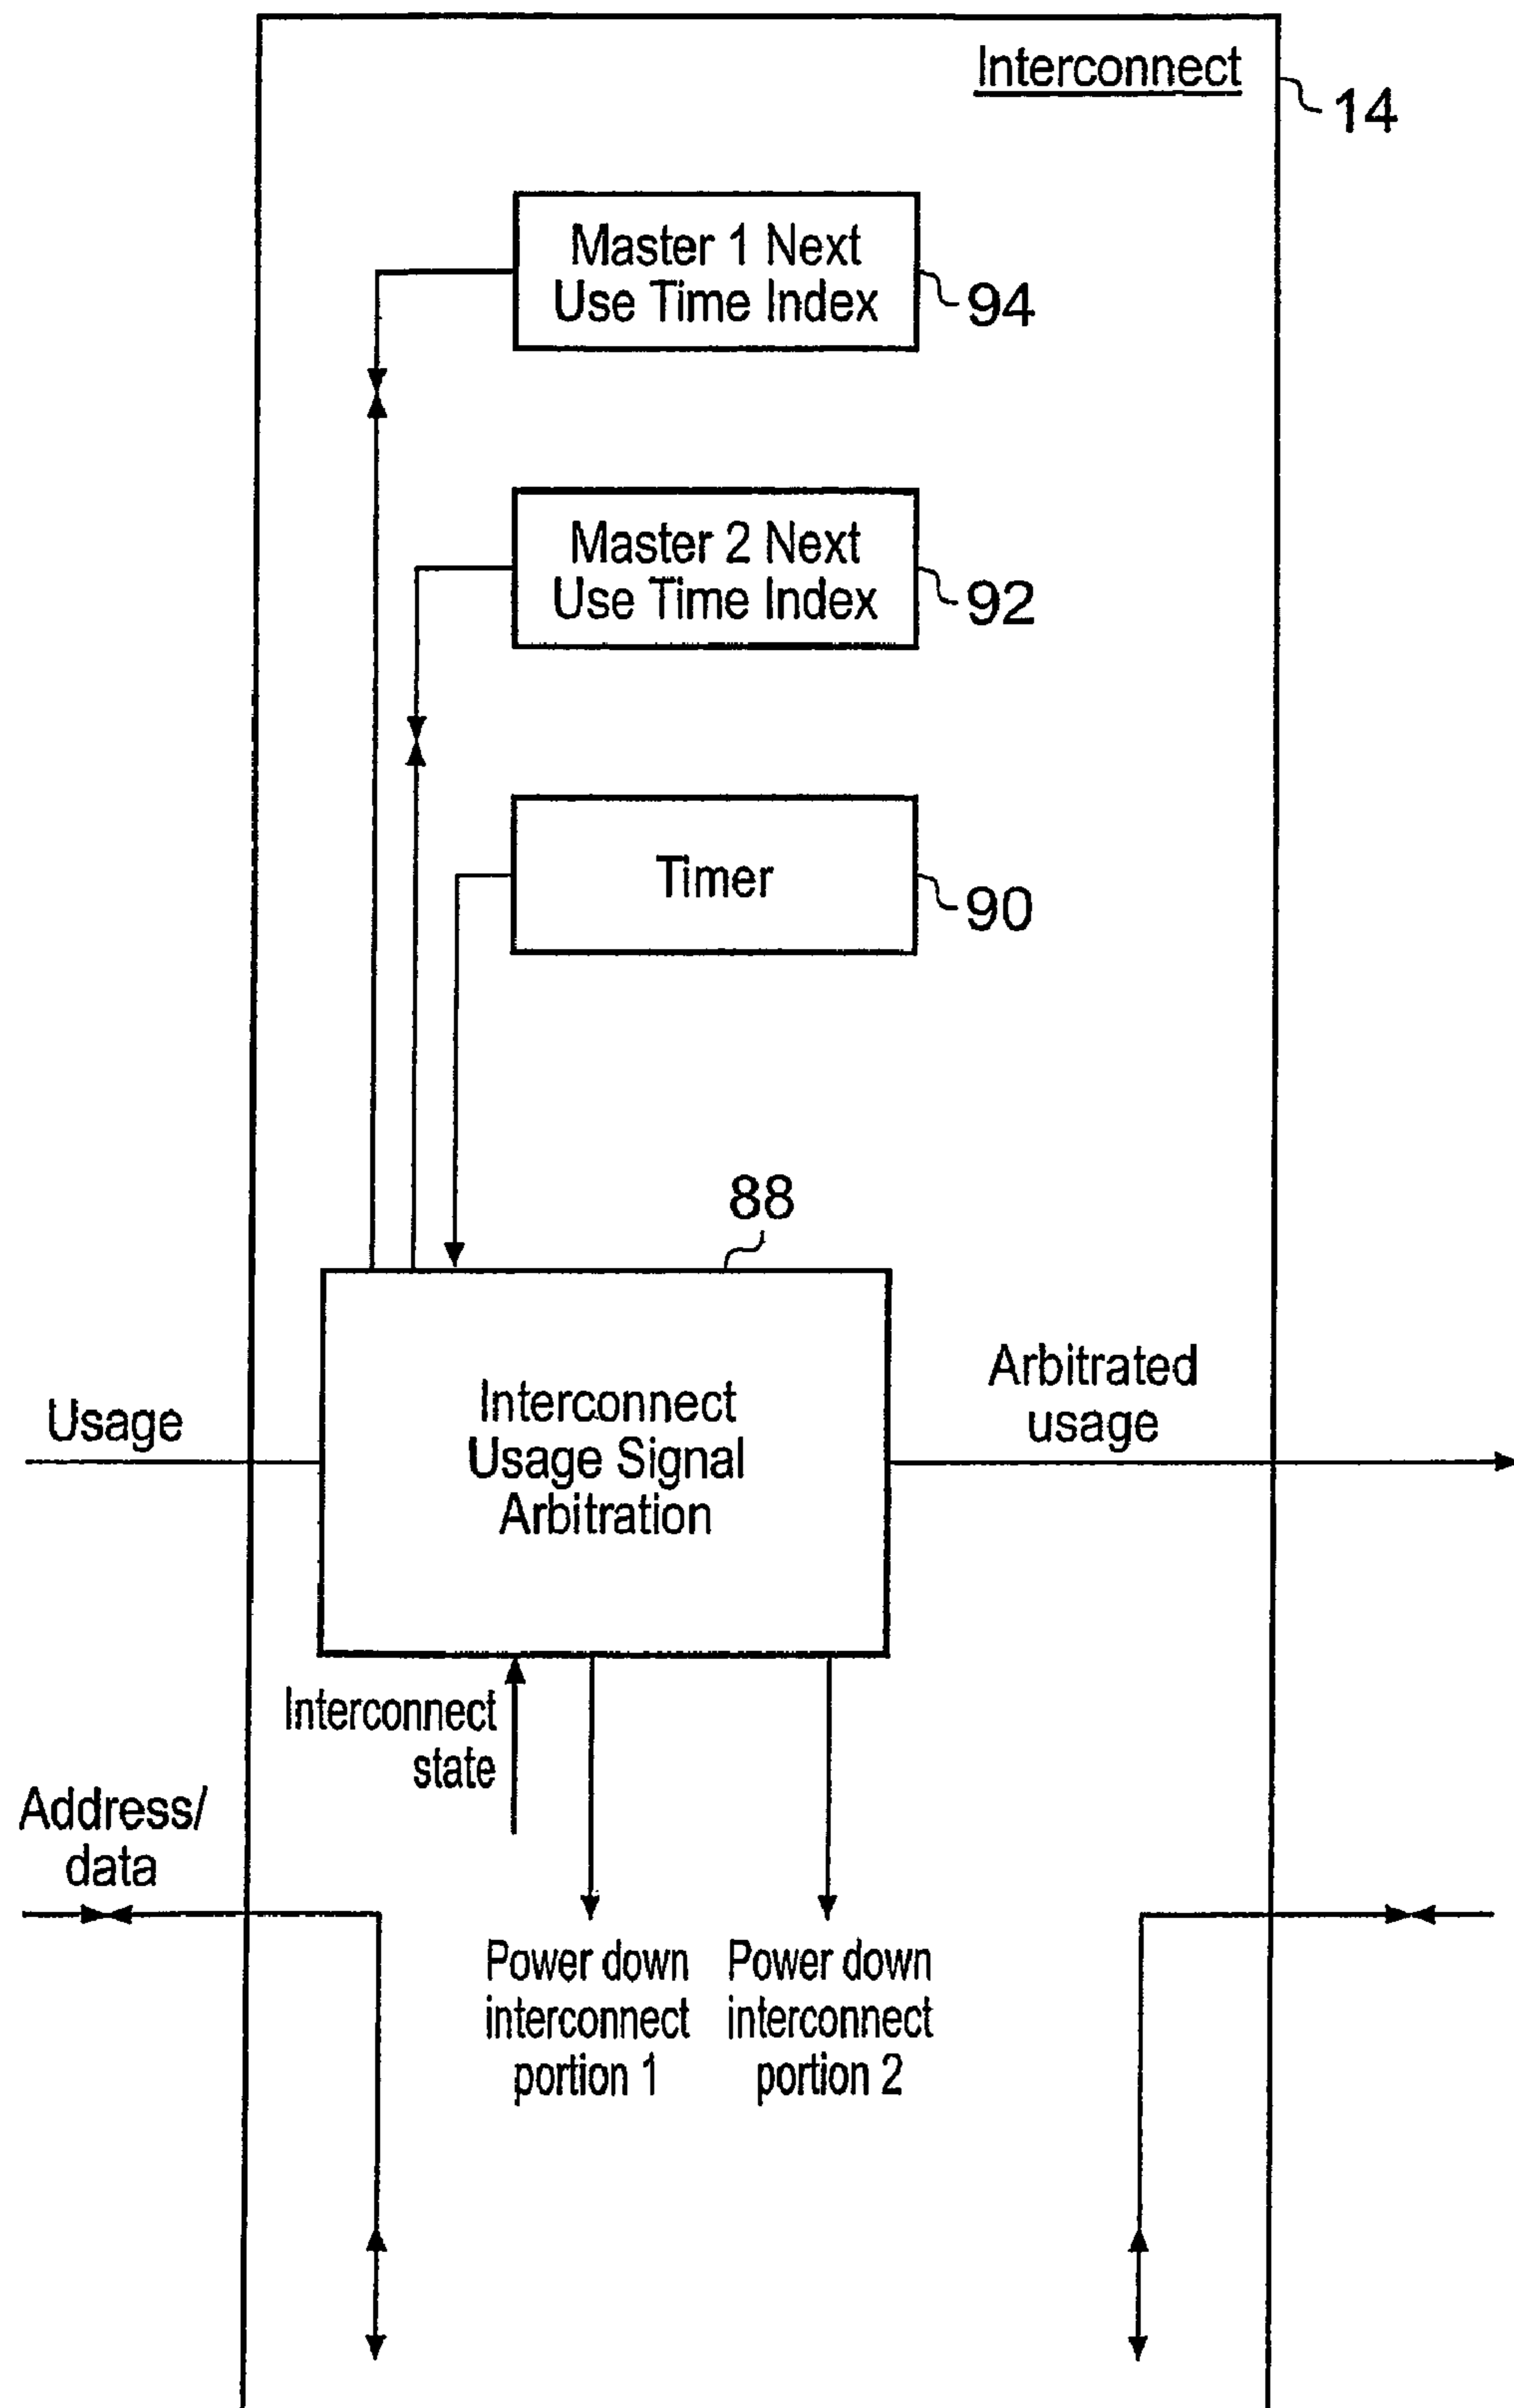 Interconnect
14
Master 1 Next
Use Time Index
94
Master 2 Next
Use Time Index
92
Timer
90
88
Usage
Interconnect
Usage Signal
Arbitration
Arbitrated
usage
Interconnect
state
Address/
data
Power down
interconnect
portion 1
Power down
interconnect
portion 2